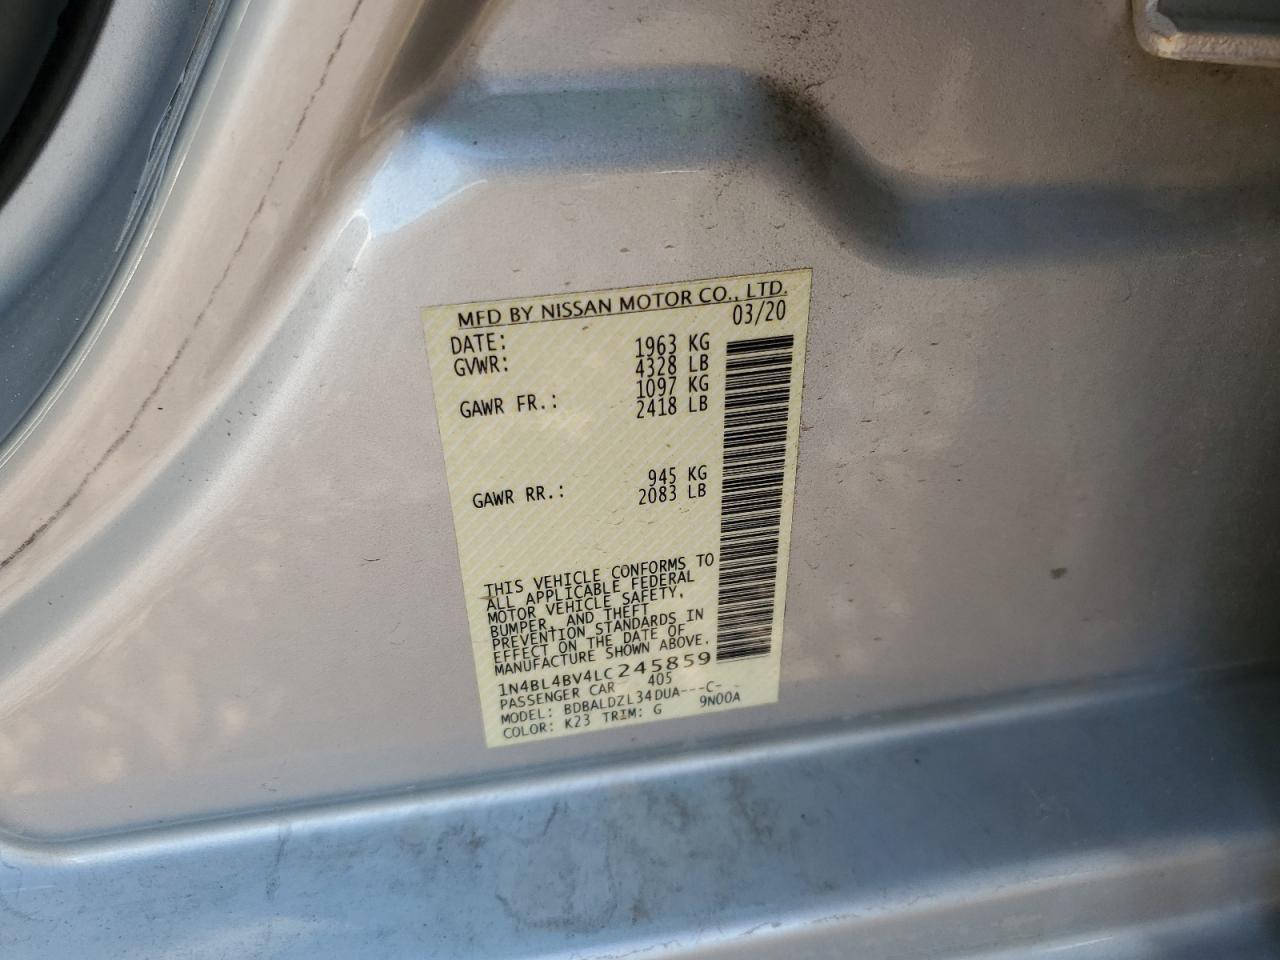 MFD BY NISSAN MOTOR CO., LTD.
DATE: 03/20
GVWR: 1963 KG
4328 LB
GAWR FR.: 1097 KG
2418 LB
GAWR RR.: 945 KG
2083 LB
THIS VEHICLE CONFORMS TO
ALL APPLICABLE FEDERAL
MOTOR VEHICLE SAFETY,
BUMPER, AND THEFT
PREVENTION STANDARDS IN
EFFECT ON THE DATE OF
MANUFACTURE SHOWN ABOVE.
1N4BL4BV4LC245859
PASSENGER CAR 405
MODEL: BDBALDZL34DUA---C-
COLOR: K23 TRIM: G 9N00A